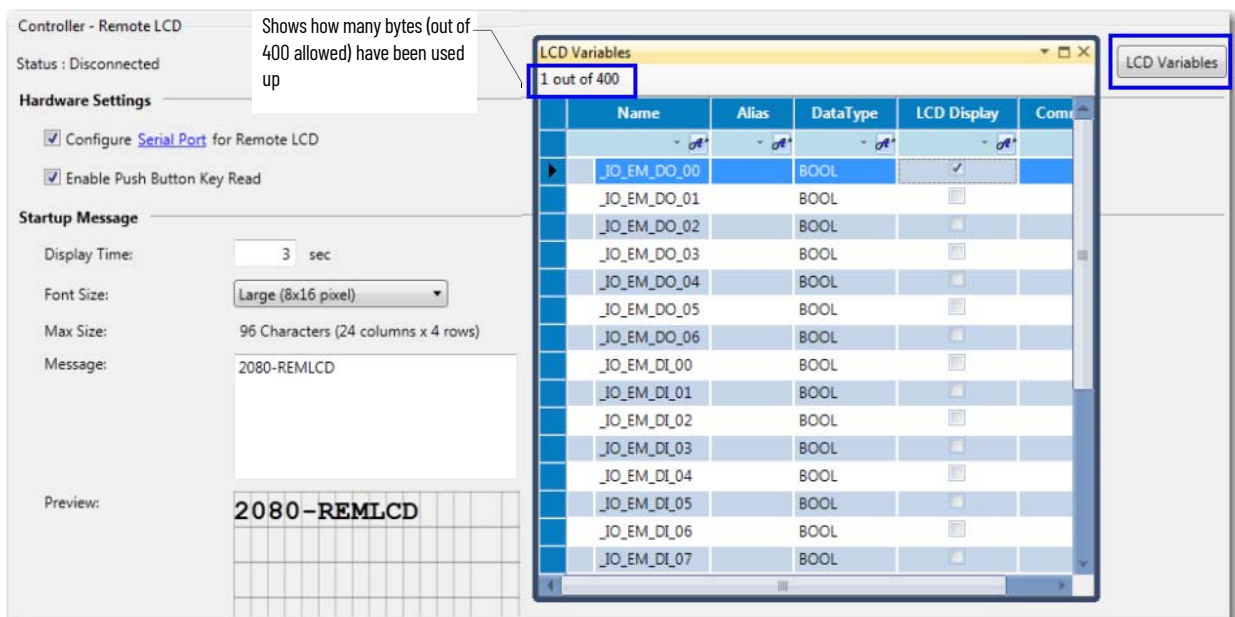 Controller - Remote LCD
Status : Disconnected
Hardware Settings
Configure Serial Port for Remote LCD
Enable Push Button Key Read
Startup Message
Display Time: 3 sec
Font Size: Large (8x16 pixel)
Max Size: 96 Characters (24 columns x 4 rows)
Message: 2080-REMLCD
Preview: 2080-REMLCD
Shows how many bytes (out of
400 allowed) have been used
up
LCD Variables
1 out of 400
Name Alias DataType LCD Display
_IO_EM_DO_00 BOOL
_IO_EM_DO_01 BOOL
_IO_EM_DO_02 BOOL
_IO_EM_DO_03 BOOL
_IO_EM_DO_04 BOOL
_IO_EM_DO_05 BOOL
_IO_EM_DO_06 BOOL
_IO_EM_DI_00 BOOL
_IO_EM_DI_01 BOOL
_IO_EM_DI_02 BOOL
_IO_EM_DI_03 BOOL
_IO_EM_DI_04 BOOL
_IO_EM_DI_05 BOOL
_IO_EM_DI_06 BOOL
_IO_EM_DI_07 BOOL
LCD Variables